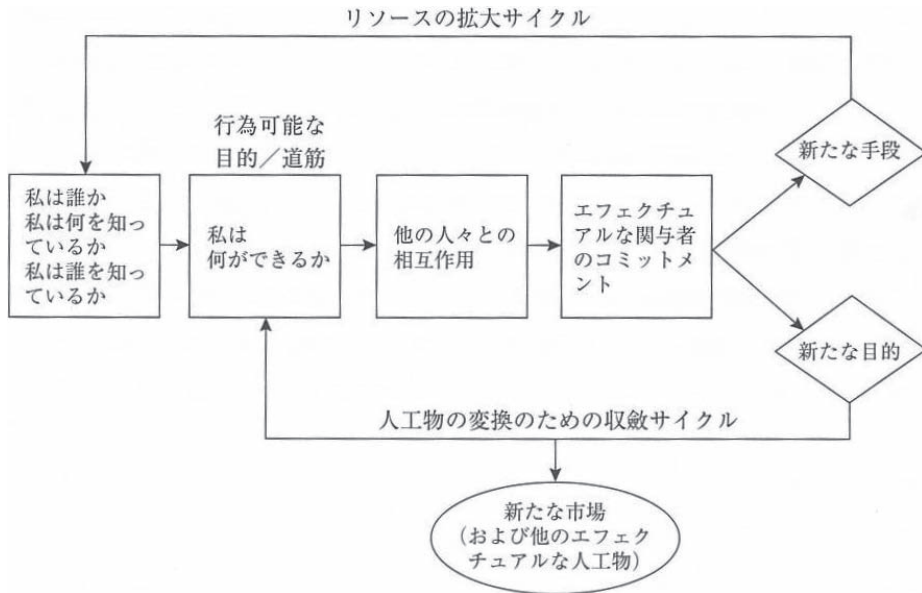 リソースの拡大サイクル
行為可能な
目的／道筋
新たな手段
私は誰か
私は何を知っ
ているか
私は誰を知っ
ているか
私は
何ができるか
他の人々との
相互作用
エフェクチュ
アルな関与者
のコミットメ
ント
新たな目的
人工物の変換のための収斂サイクル
新たな市場
（および他のエフェク
チュアルな人工物）